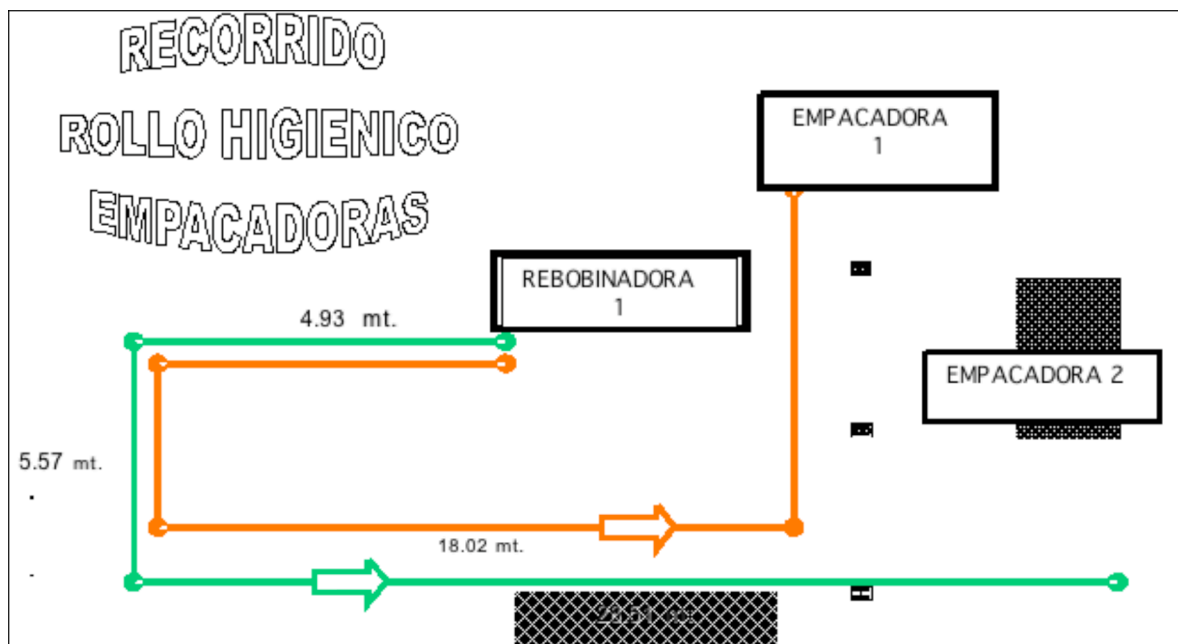 RECORRIDO
ROLLO HIGIENICO
EMPACADORAS
EMPACADORA
1
REBOBINADORA
1
4.93 mt.
EMPACADORA 2
5.57 mt.
18.02 mt.